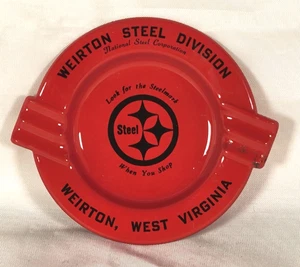 WEIRTON STEEL DIVISION
National Steel Corporation
Look for the Steelmark
Steel
When You Shop
WEIRTON, WEST VIRGINIA